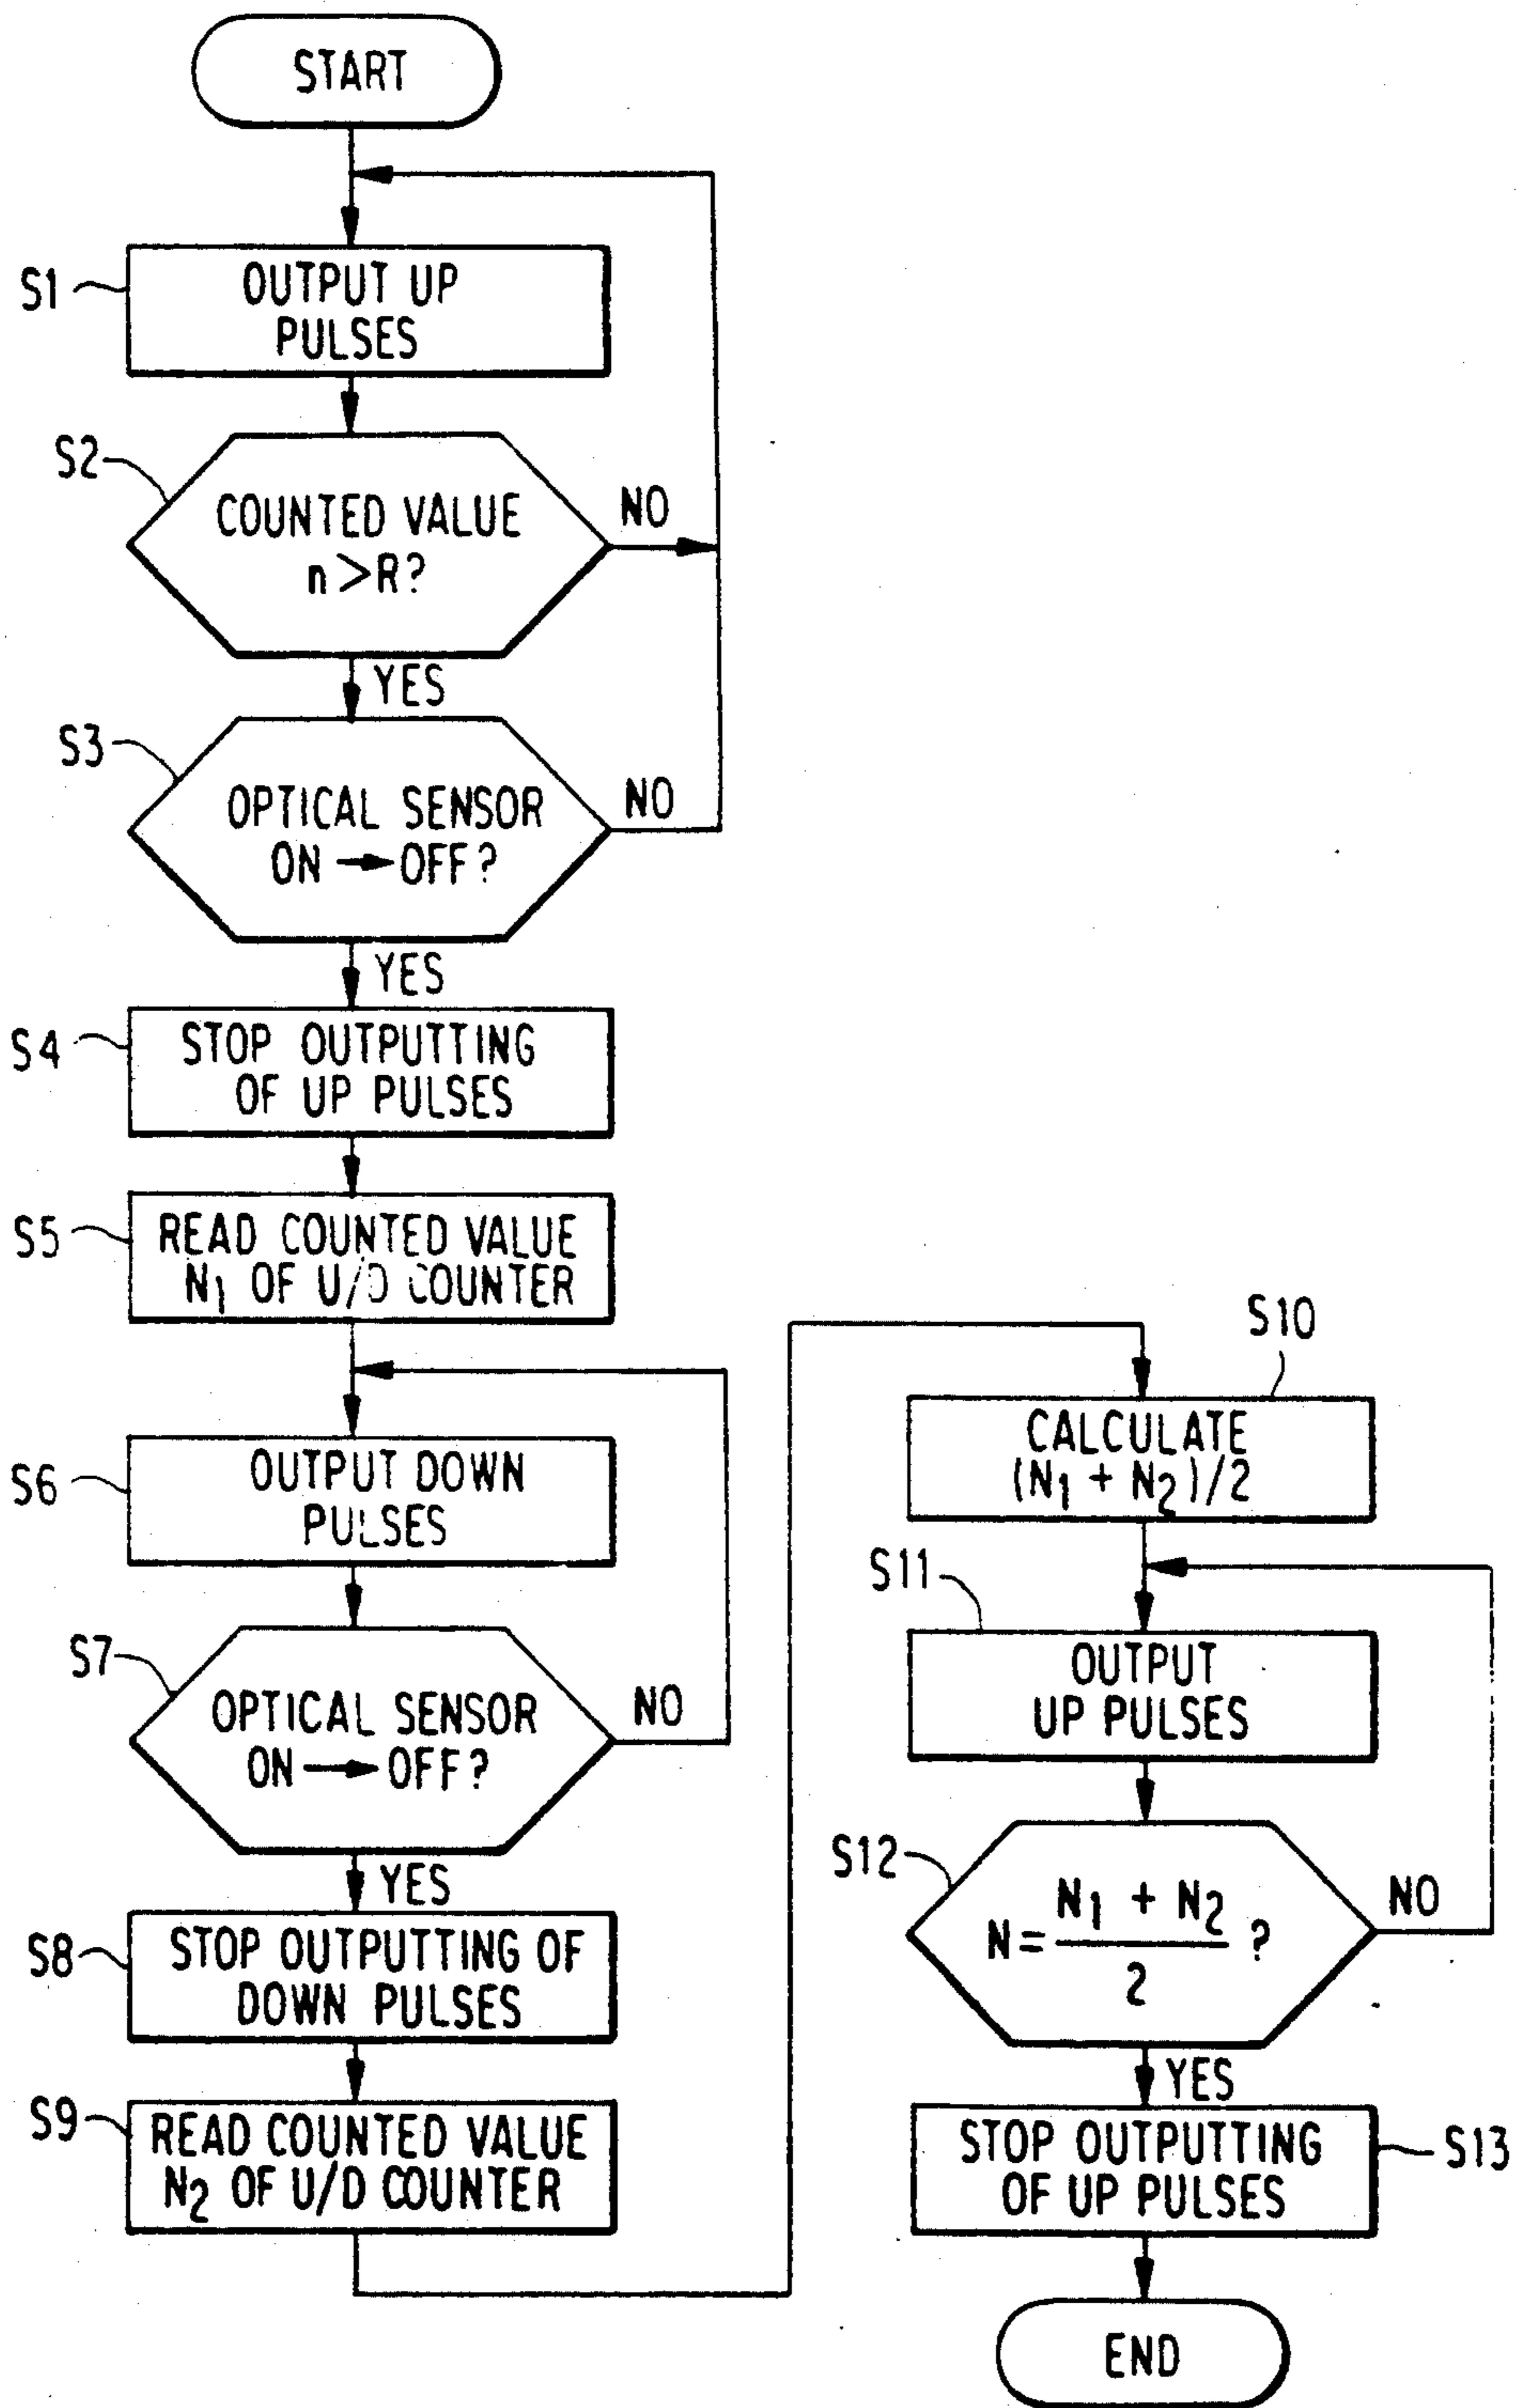 START
S1
OUTPUT UP
PULSES
S2
COUNTED VALUE
n>R?
NO
YES
S3
OPTICAL SENSOR
ON → OFF?
NO
YES
S4
STOP OUTPUTTING
OF UP PULSES
S5
READ COUNTED VALUE
N1 OF U/D COUNTER
S6
OUTPUT DOWN
PULSES
S7
OPTICAL SENSOR
ON → OFF?
NO
YES
S8
STOP OUTPUTTING OF
DOWN PULSES
S9
READ COUNTED VALUE
N2 OF U/D COUNTER
S10
CALCULATE
(N1 + N2)/2
S11
OUTPUT
UP PULSES
S12
N1 + N2
N= ?
2
NO
YES
STOP OUTPUTTING
OF UP PULSES
S13
END